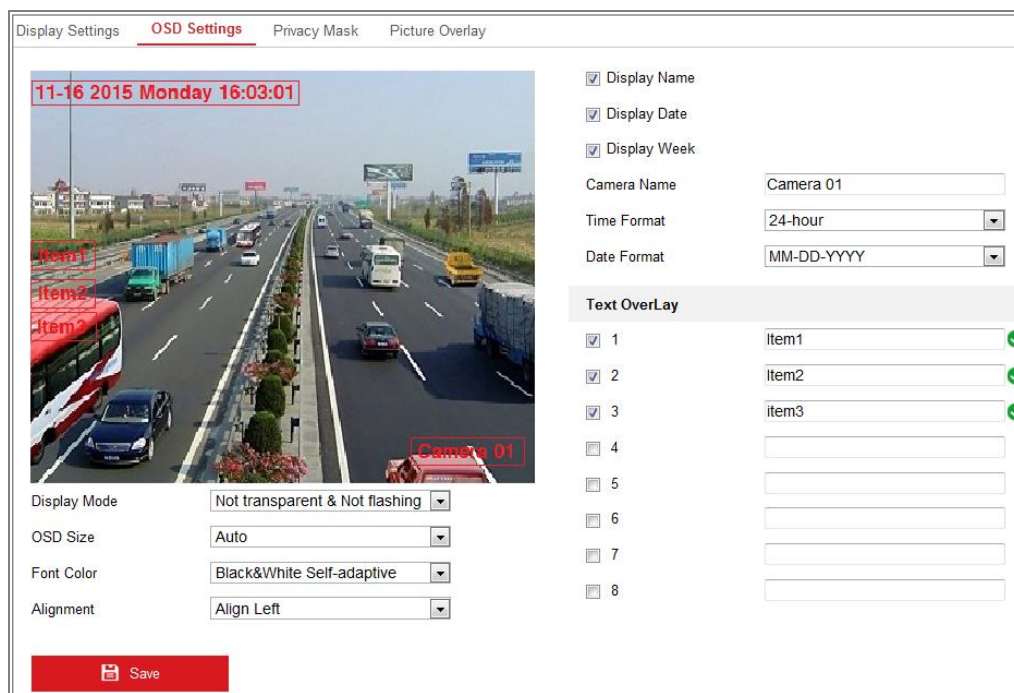 Display Settings OSD Settings Privacy Mask Picture Overlay
11-16 2015 Monday 16:03:01
Item1
Item2
Item3
Camera 01
Display Mode Not transparent & Not flashing
OSD Size Auto
Font Color Black&White Self-adaptive
Alignment Align Left
Save
Display Name
Display Date
Display Week
Camera Name Camera 01
Time Format 24-hour
Date Format MM-DD-YYYY
Text OverLay
1 Item1
2 Item2
3 item3
4
5
6
7
8